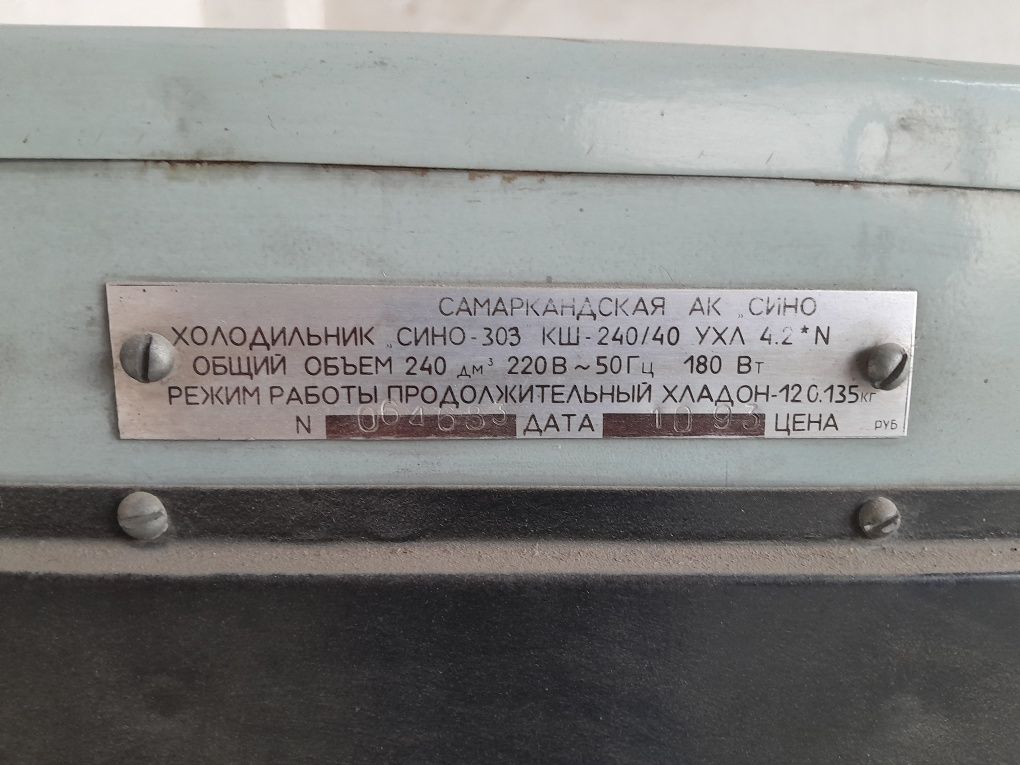 САМАРКАНДСКАЯ АК „СИНО
ХОЛОДИЛЬНИК „СИНО-303" КШ-240/40 УХЛ 4.2*N
ОБЩИЙ ОБЪЕМ 240 дм³ 220В~50Гц 180 Вт
РЕЖИМ РАБОТЫ ПРОДОЛЖИТЕЛЬНЫЙ ХЛАДОН-12 0.135кг
N ДАТА 10 93 ЦЕНА РУБ